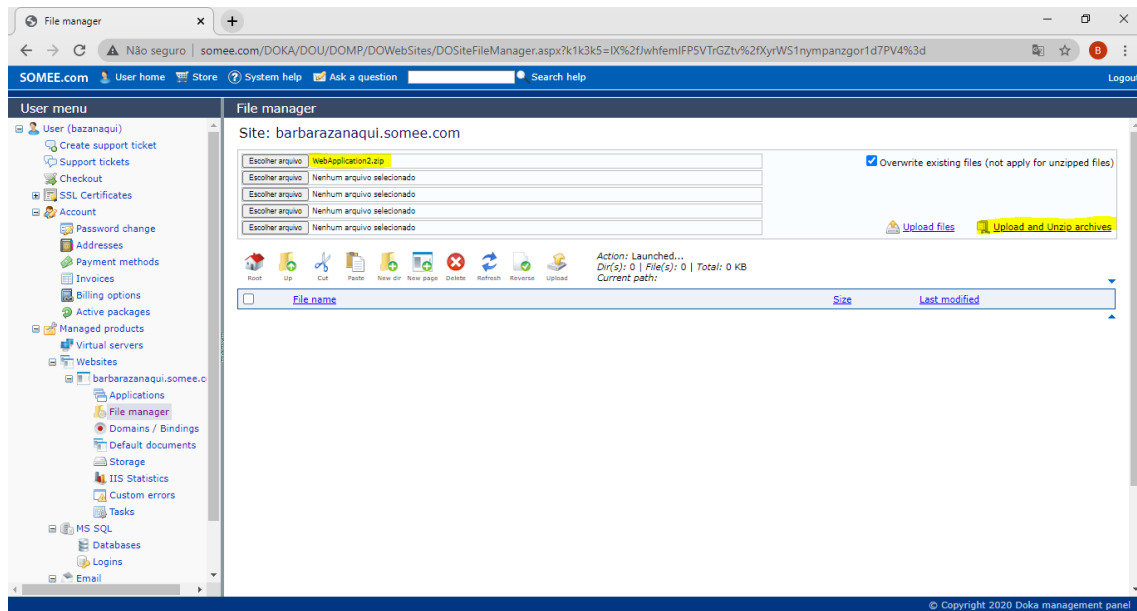 File manager
Não seguro | somee.com/DOKA/DOU/DOMP/DOWebSites/DOSiteFileManager.aspx?k1k3k5=IX%2fJwhfemIFP5VTrGZtv%2fXyrWS1nympanzgor1d7PV4%3d
B
SOMEE.com User home Store System help Ask a question Search help Logout
User menu
User (bazanaqui)
Create support ticket
Support tickets
Checkout
SSL Certificates
Account
Password change
Addresses
Payment methods
Invoices
Billing options
Active packages
Managed products
Virtual servers
Websites
barbarazanaqui.somee.c
Applications
File manager
Domains / Bindings
Default documents
Storage
IIS Statistics
Custom errors
Tasks
MS SQL
Databases
Logins
Email
File manager
Site: barbarazanaqui.somee.com
Escolher arquivo WebApplication2.zip
Overwrite existing files (not apply for unzipped files)
Escolher arquivo Nenhum arquivo selecionado
Escolher arquivo Nenhum arquivo selecionado
Escolher arquivo Nenhum arquivo selecionado
Escolher arquivo Nenhum arquivo selecionado
Upload files Upload and Unzip archives
Root Up Cut Paste New dir New page Delete Refresh Reverse Upload
Action: Launched...
Dir(s): 0 | File(s): 0 | Total: 0 KB
Current path:
File name Size Last modified
© Copyright 2020 Doka management panel